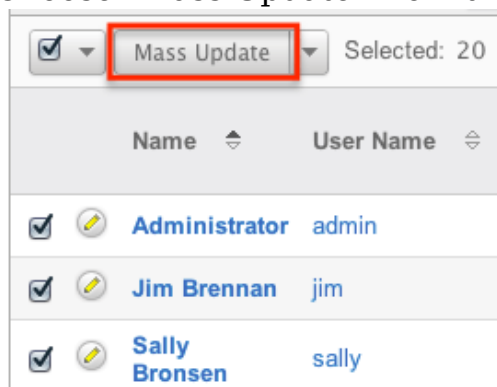 Mass Update Selected: 20
Name User Name
Administrator admin
Jim Brennan jim
Sally
Bronsen sally